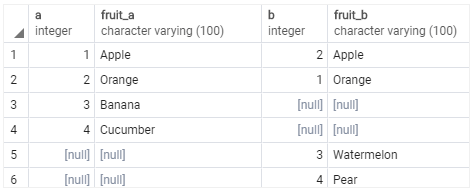 a fruit_a b fruit_b
integer character varying (100) integer character varying (100)
1 1 Apple 2 Apple
2 2 Orange 1 Orange
3 3 Banana [null] [null]
4 4 Cucumber [null] [null]
5 [null] [null] 3 Watermelon
6 [null] [null] 4 Pear